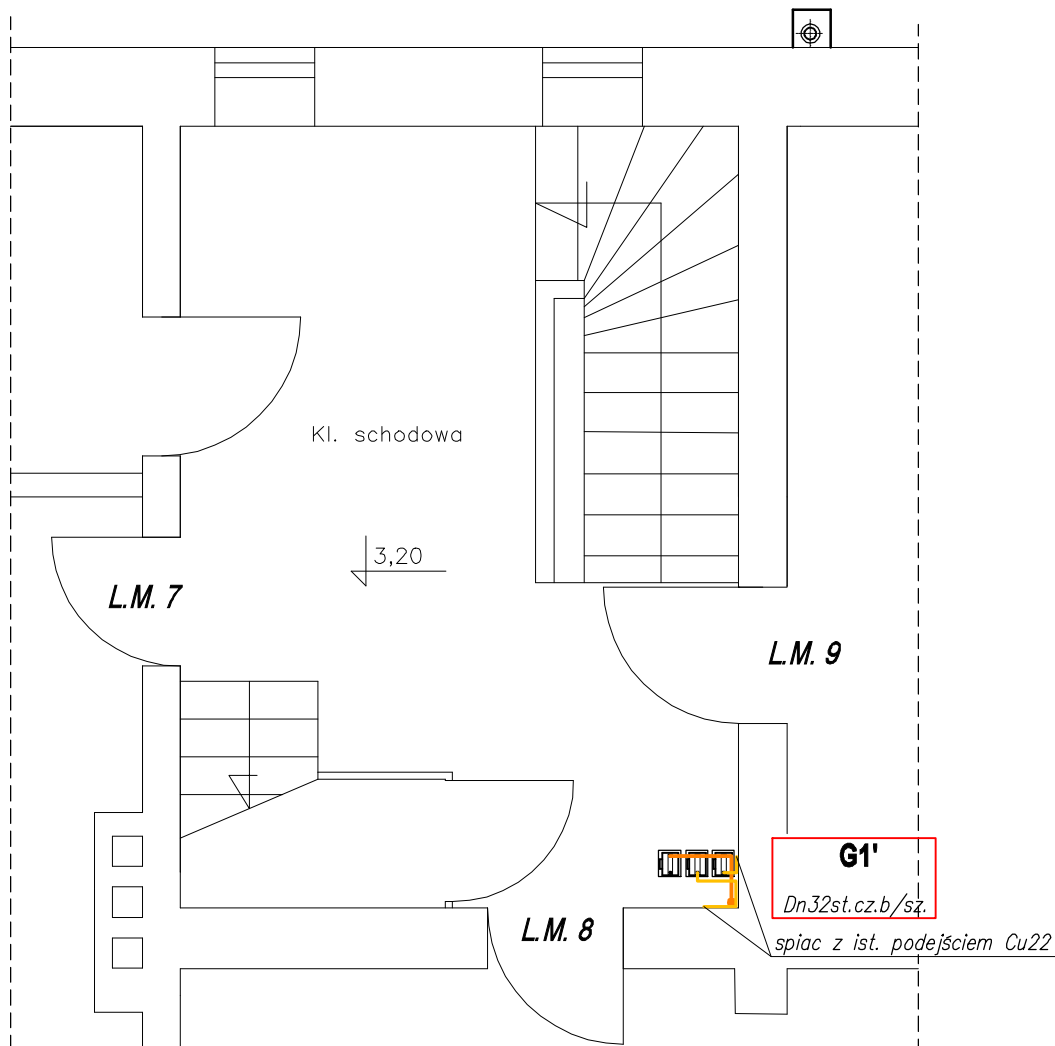 Kl. schodowa
3,20
L.M. 7
L.M. 9
G1'
Dn32st.cz.b/sz.
L.M. 8
spiac z ist. podejściem Cu22